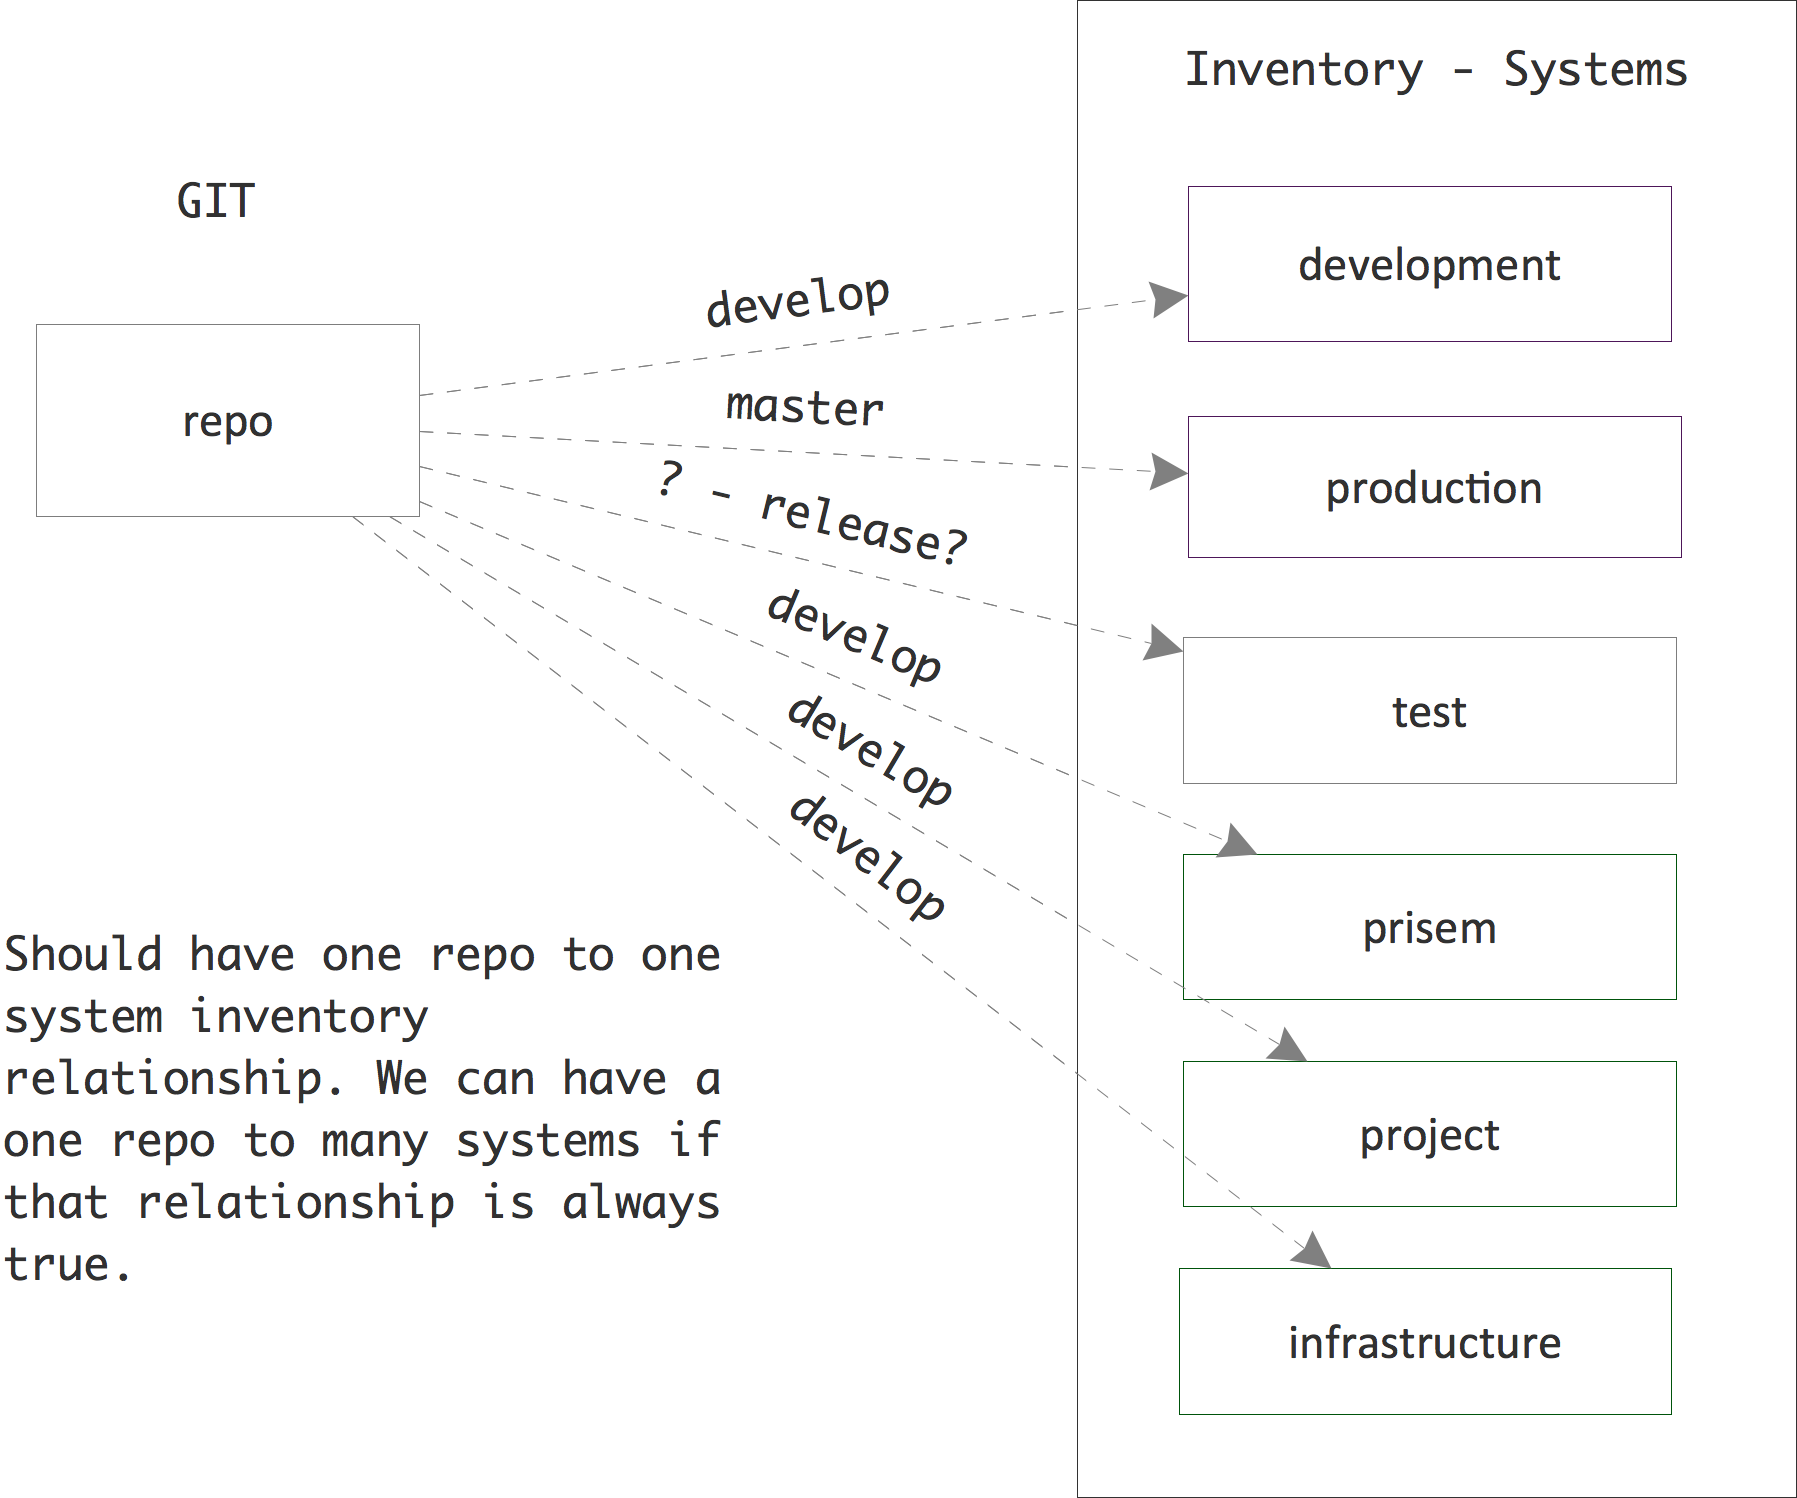 Inventory - Systems
GIT
development
develop
repo
master
production
? - release?
develop
test
develop
develop
prisem
Should have one repo to one
system inventory
relationship. We can have a
one repo to many systems if
that relationship is always
true.
project
infrastructure